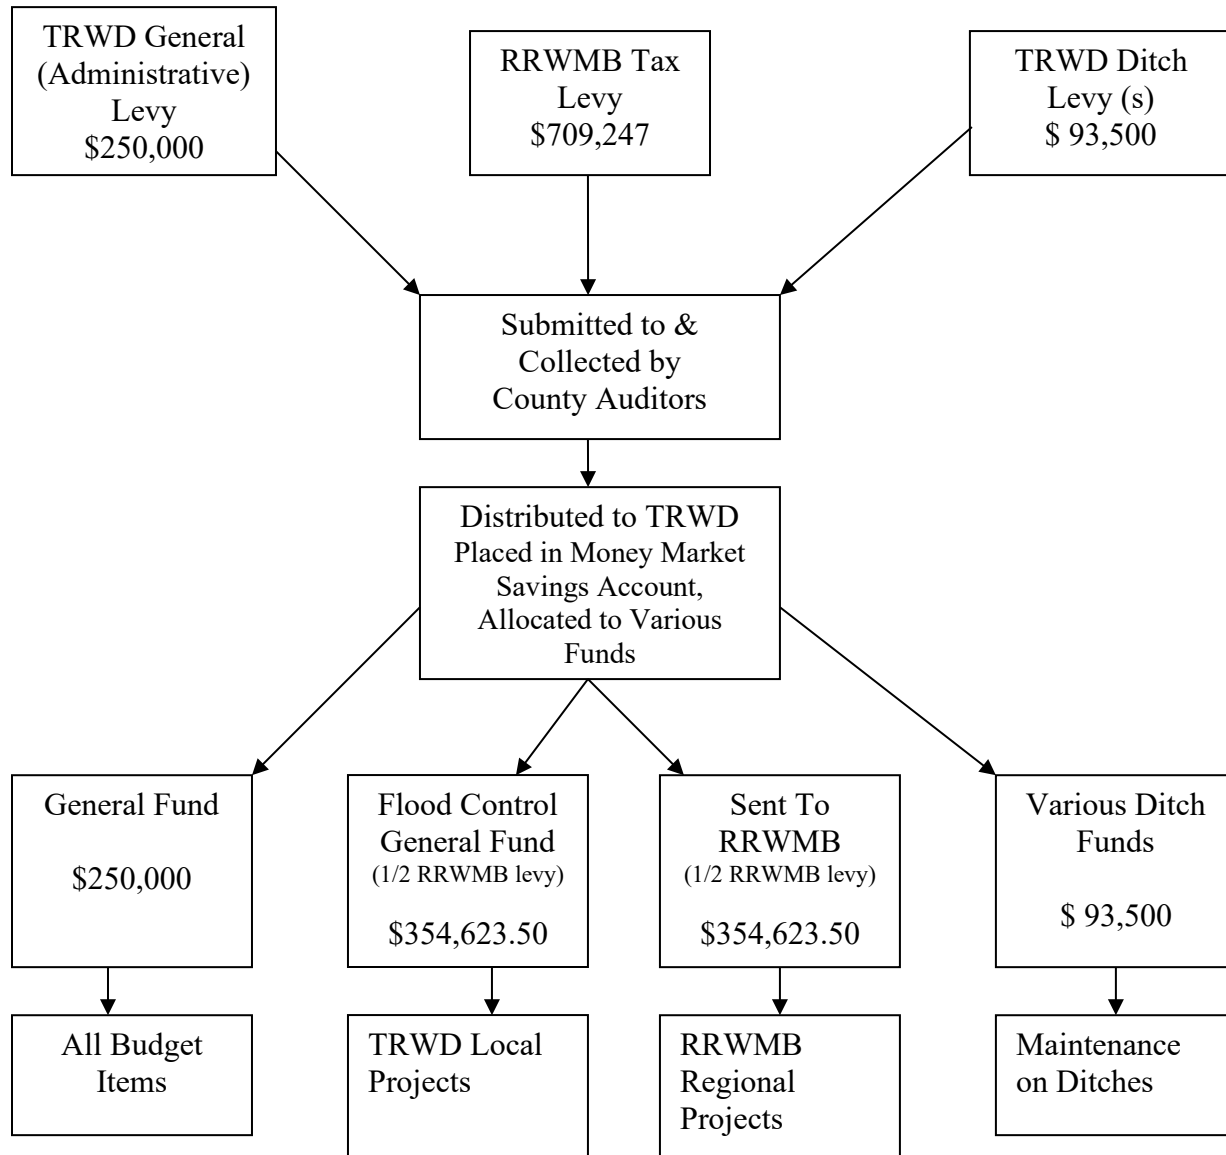 TRWD General
(Administrative)
Levy
$250,000
RRWMB Tax
Levy
$709,247
TRWD Ditch
Levy (s)
$ 93,500
Submitted to &
Collected by
County Auditors
Distributed to TRWD
Placed in Money Market
Savings Account,
Allocated to Various
Funds
General Fund
$250,000
Flood Control
General Fund
(1/2 RRWMB levy)
$354,623.50
Sent To
RRWMB
(1/2 RRWMB levy)
$354,623.50
Various Ditch
Funds
$ 93,500
All Budget
Items
TRWD Local
Projects
RRWMB
Regional
Projects
Maintenance
on Ditches